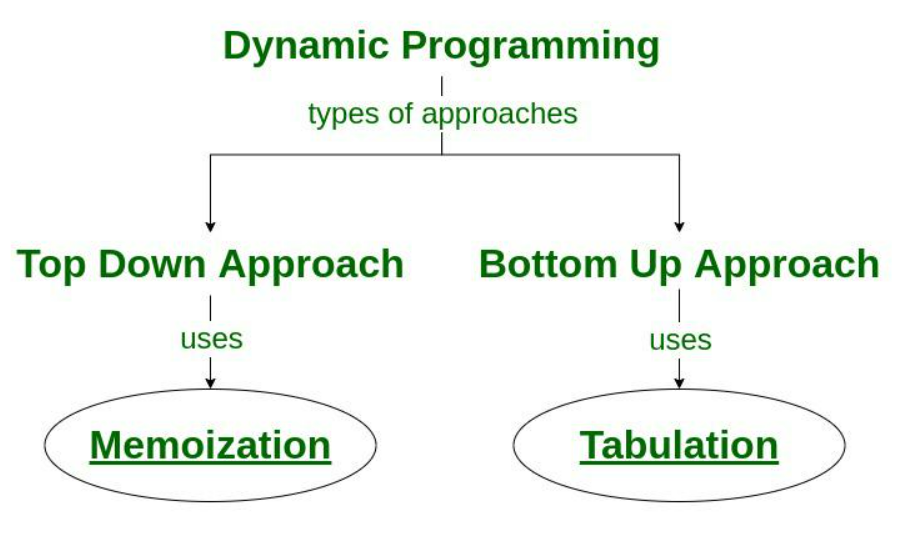 Dynamic Programming
types of approaches
Top Down Approach
Bottom Up Approach
uses
uses
Memoization
Tabulation